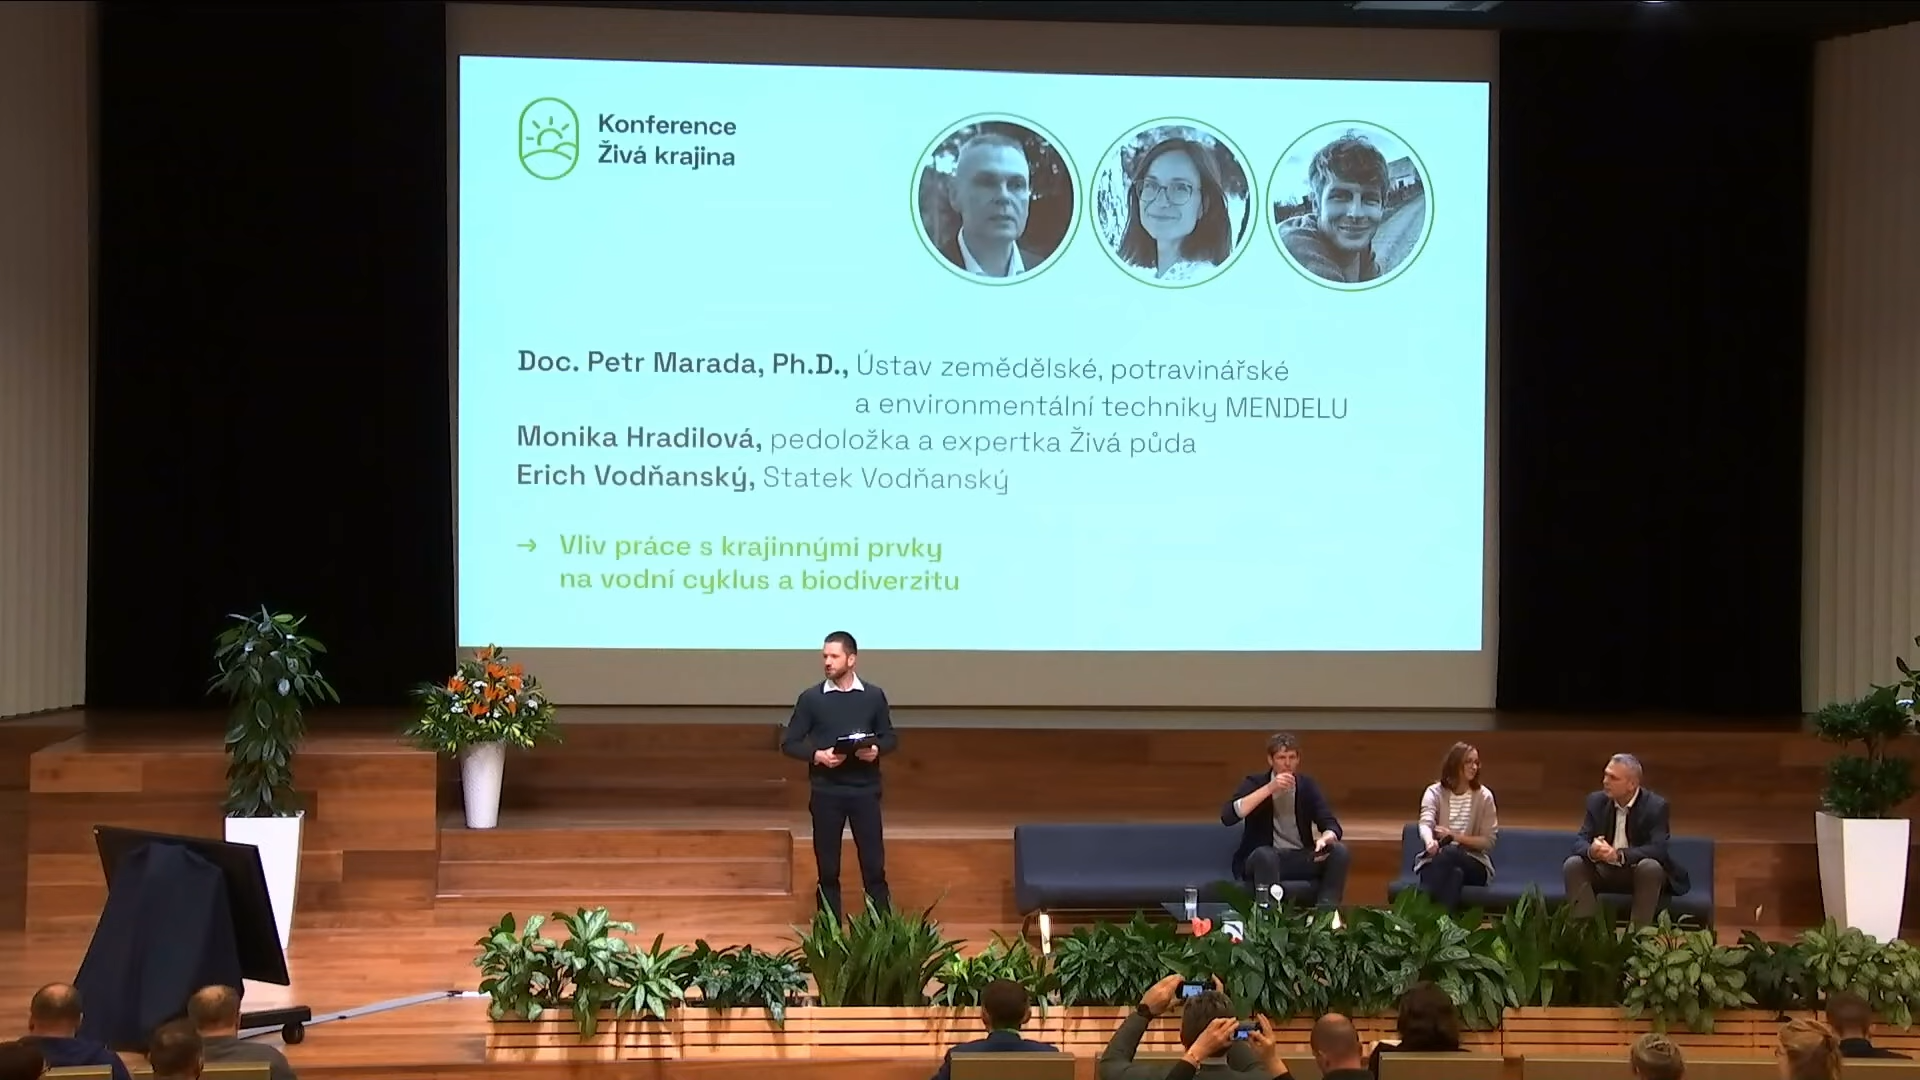 Konference
Živá krajina
Doc. Petr Marada, Ph.D., Ústav zemědělské, potravinářské
a environmentální techniky MENDELU
Monika Hradilová, pedoložka a expertka Živá půda
Erich Vodňanský, Statek Vodňanský
→ Vliv práce s krajinnými prvky
na vodní cyklus a biodiverzitu